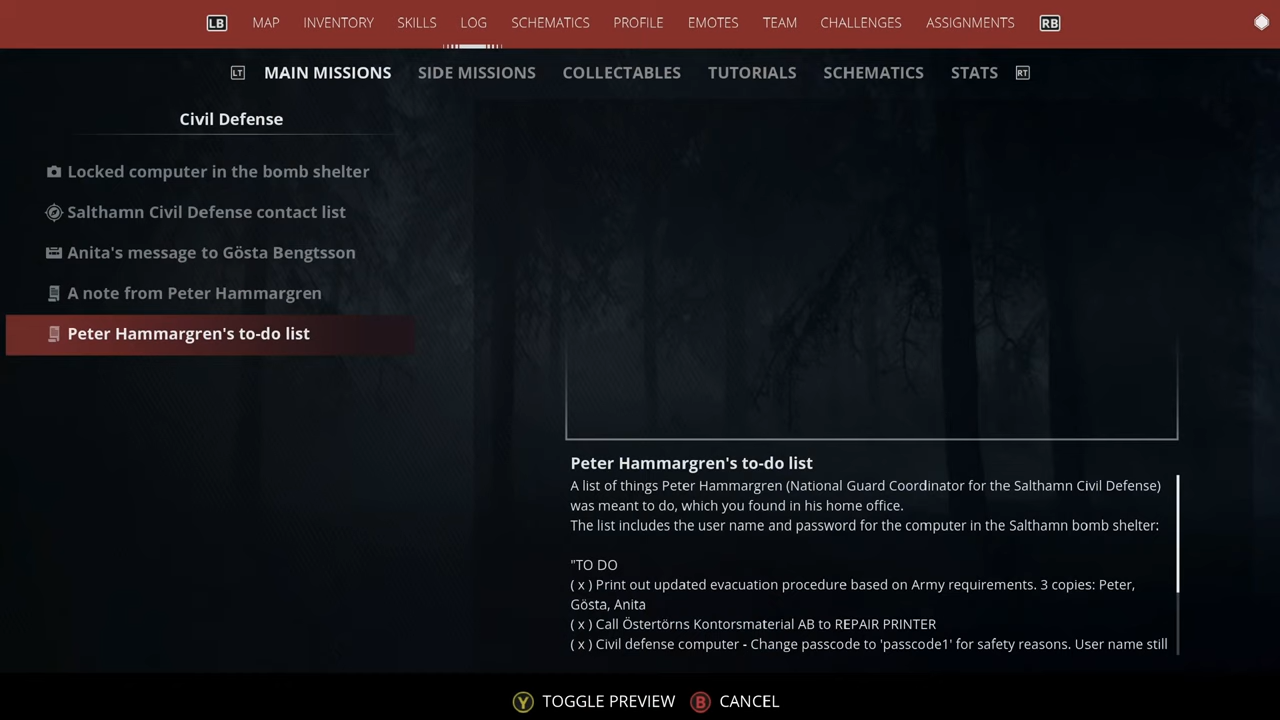 LB MAP INVENTORY SKILLS LOG SCHEMATICS PROFILE EMOTES TEAM CHALLENGES ASSIGNMENTS RB
LT MAIN MISSIONS SIDE MISSIONS COLLECTABLES TUTORIALS SCHEMATICS STATS RT
Civil Defense
Locked computer in the bomb shelter
Salthamn Civil Defense contact list
Anita's message to Gösta Bengtsson
A note from Peter Hammargren
Peter Hammargren's to-do list
Peter Hammargren's to-do list
A list of things Peter Hammargren (National Guard Coordinator for the Salthamn Civil Defense)
was meant to do, which you found in his home office.
The list includes the user name and password for the computer in the Salthamn bomb shelter:
"TO DO
( x ) Print out updated evacuation procedure based on Army requirements. 3 copies: Peter,
Gösta, Anita
( x ) Call Östertörns Kontorsmaterial AB to REPAIR PRINTER
( x ) Civil defense computer - Change passcode to 'passcode1' for safety reasons. User name still
Y TOGGLE PREVIEW B CANCEL